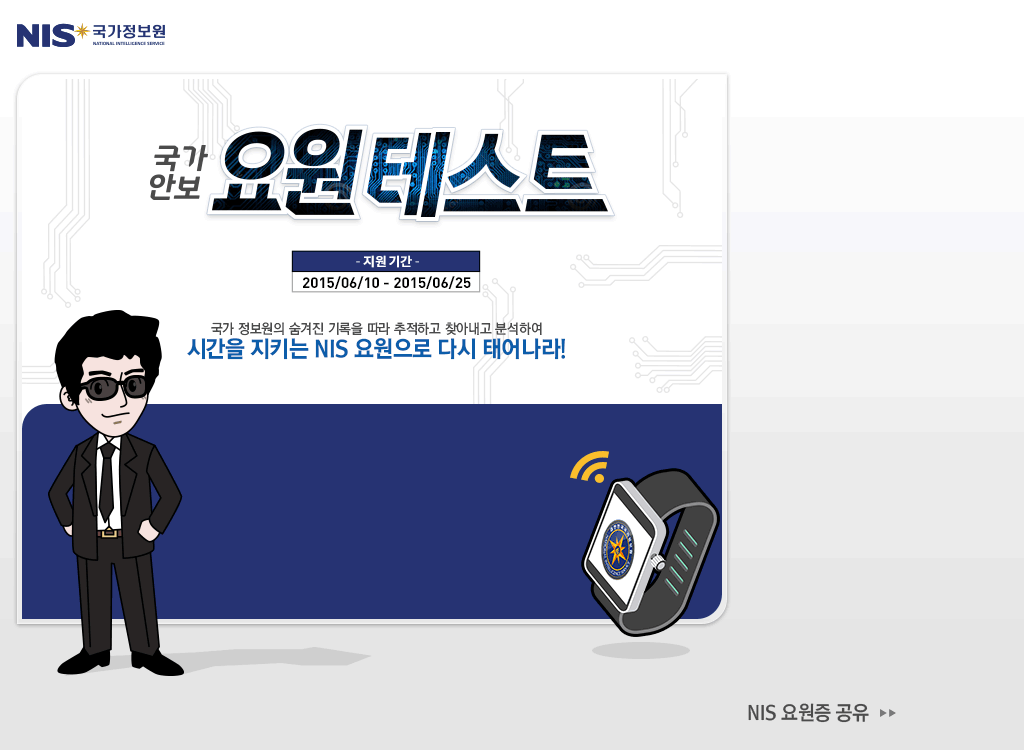 NIS 국가정보원
NATIONAL INTELLIGENCE SERVICE
국가
안보
요원테스트
- 지원 기간 -
2015/06/10 - 2015/06/25
국가 정보원의 숨겨진 기록을 따라 추적하고 찾아내고 분석하여
시간을 지키는 NIS 요원으로 다시 태어나라!
NIS 요원증 공유